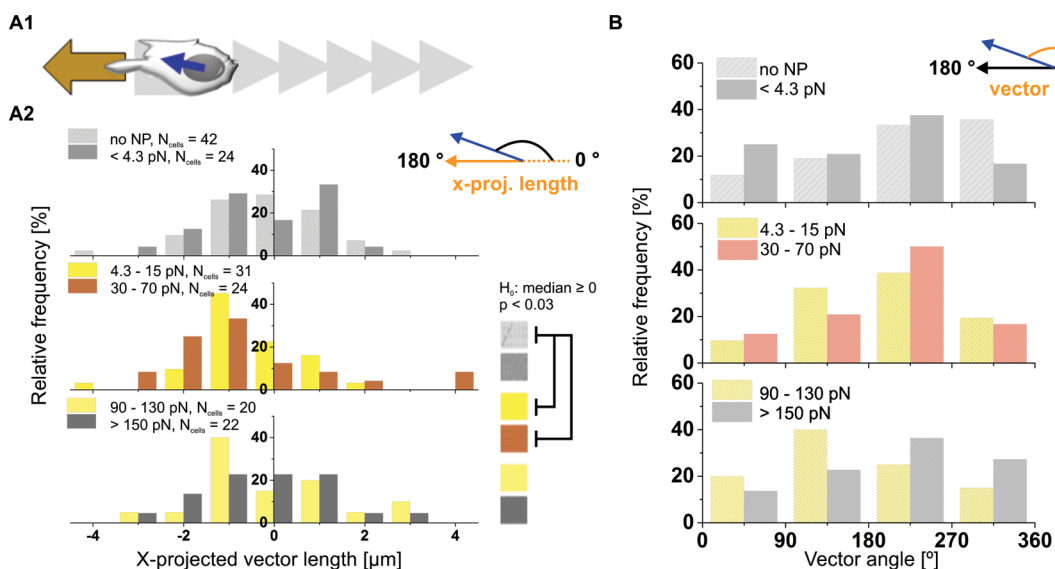 A1
A2
no NP, Ncells = 42
< 4.3 pN, Ncells = 24
180 °
0 °
x-proj. length
Relative frequency [%]
40
20
0
4.3 - 15 pN, Ncells = 31
30 - 70 pN, Ncells = 24
40
20
0
90 - 130 pN, Ncells = 20
> 150 pN, Ncells = 22
40
20
0
-4
-2
0
2
4
X-projected vector length [µm]
H0: median ≥ 0
p < 0.03
B
180 °
vector
no NP
< 4.3 pN
60
40
20
0
Relative frequency [%]
4.3 - 15 pN
30 - 70 pN
60
40
20
0
90 - 130 pN
> 150 pN
60
40
20
0
0
90
180
270
360
Vector angle [º]